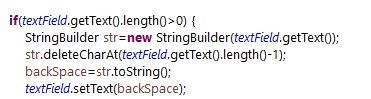 if(textField.getText().length()>0) {
StringBuilder str=new StringBuilder(textField.getText());
str.deleteCharAt(textField.getText().length()-1);
backSpace=str.toString();
textField.setText(backSpace);